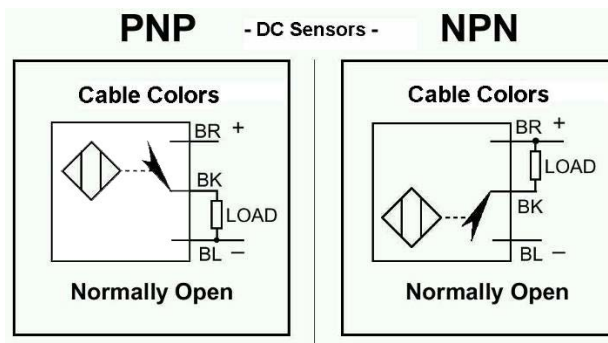 PNP - DC Sensors - NPN
Cable Colors
BR +
BK
LOAD
BL –
Normally Open
Cable Colors
BR +
LOAD
BK
BL –
Normally Open